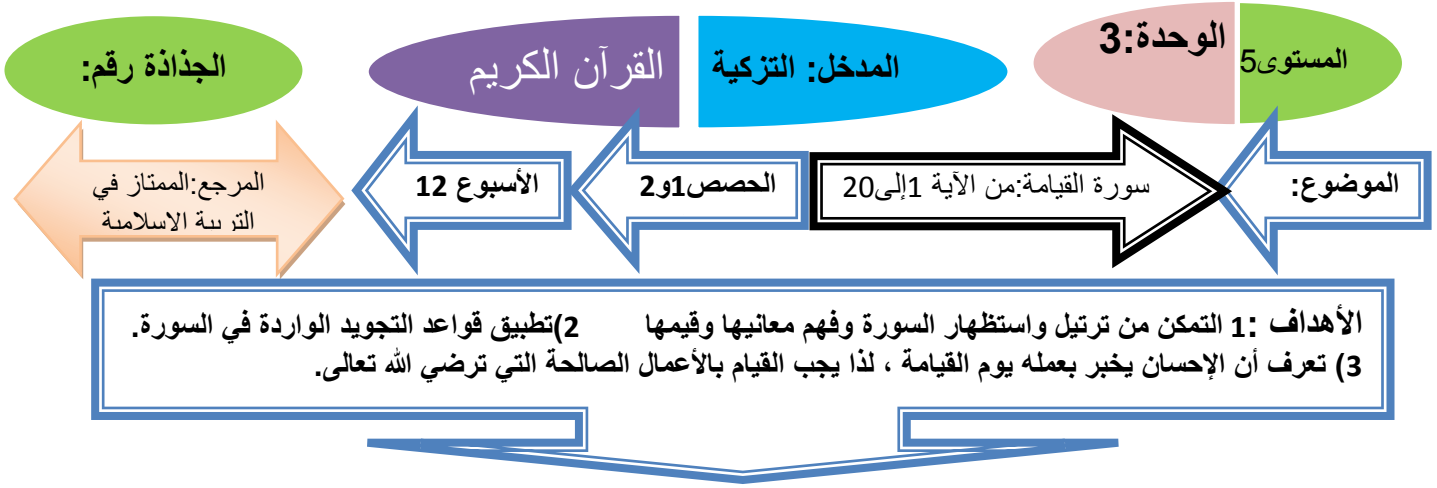 المستوى5
الوحدة:3
المدخل: التزكية
القرآن الكريم
الجذاذة رقم:
الموضوع:
سورة القيامة:من الآية 1إلى20
الحصص1و2
الأسبوع 12
المرجع:الممتاز في
التربية الاسلامية
الأهداف :1 التمكن من ترتيل واستظهار السورة وفهم معانيها وقيمها 2)تطبيق قواعد التجويد الواردة في السورة.
3) تعرف أن الإحسان يخبر بعمله يوم القيامة ، لذا يجب القيام بالأعمال الصالحة التي ترضي الله تعالى.